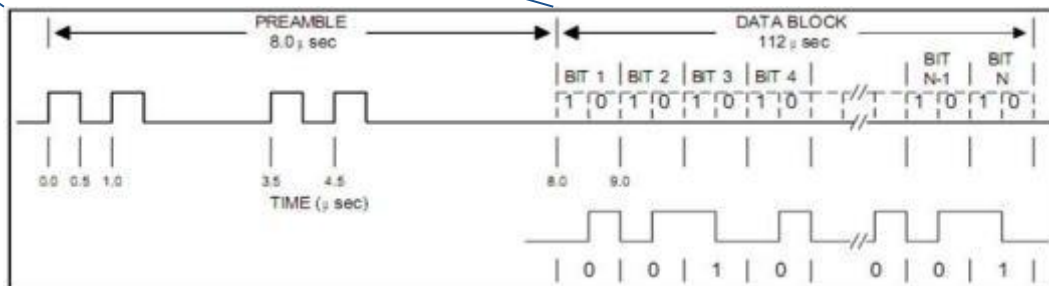 PREAMBLE
8.0 μ sec
DATA BLOCK
112 μ sec
BIT 1 BIT 2 BIT 3 BIT 4 BIT N-1 BIT N
1 0 1 0 1 0 1 0 1 0 1 0
0.0 0.5 1.0 3.5 4.5 8.0 9.0
TIME (μ sec)
0 0 1 0 0 0 1